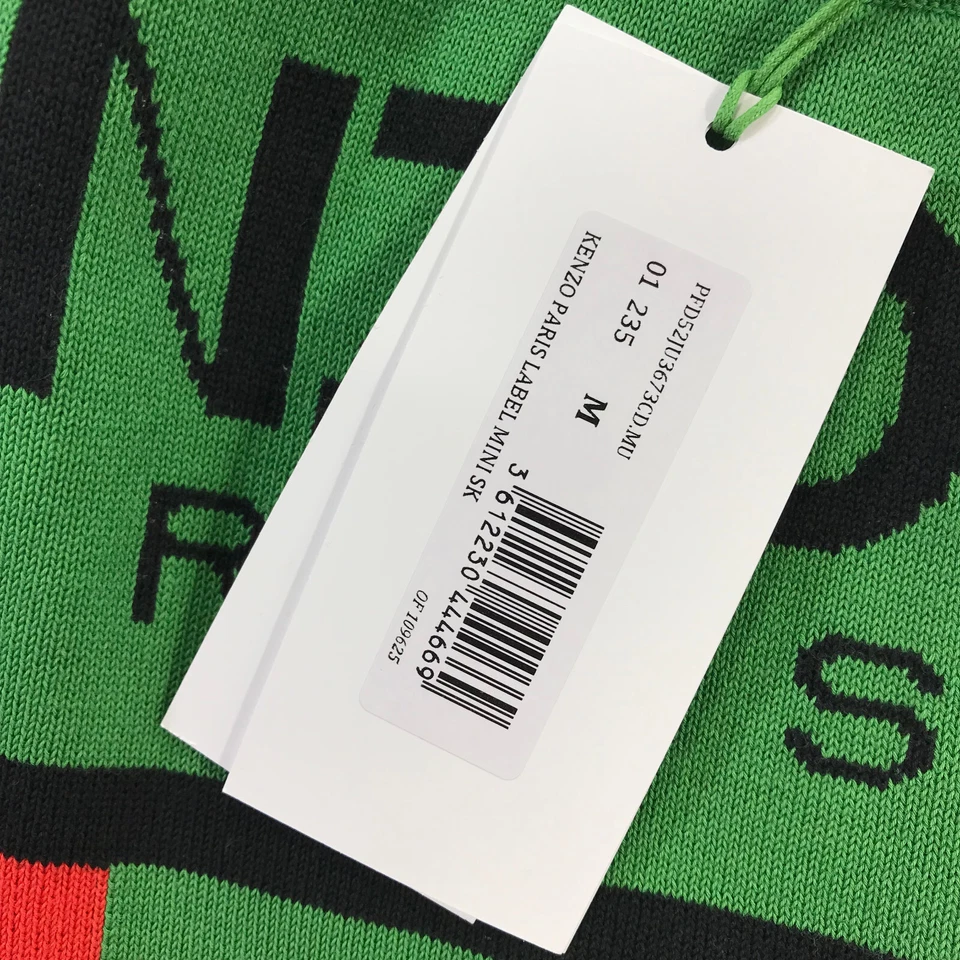 PFD52JU3673CD.MU
01 235 M
KENZO PARIS LABEL MINI SK
3 612230 444669
OF 109625
R
S